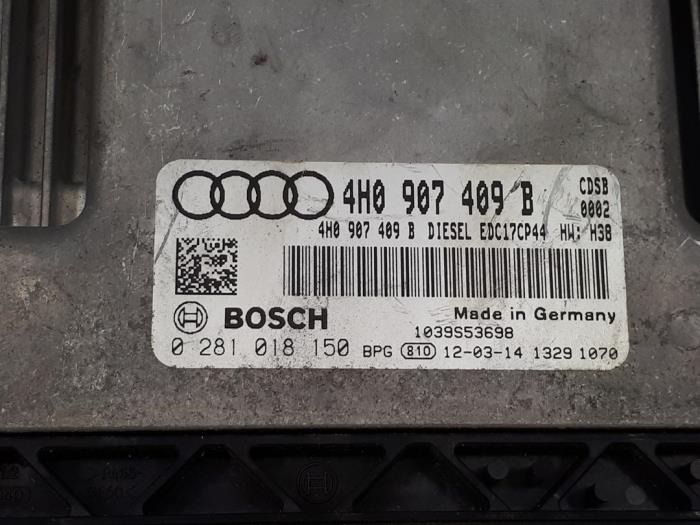 4H0 907 409 B
CDSB
0002
4H0 907 409 B DIESEL EDC17CP44 HW: H38
BOSCH
Made in Germany
1039S53698
0 281 018 150 BPG 810 12-03-14 1329 1070